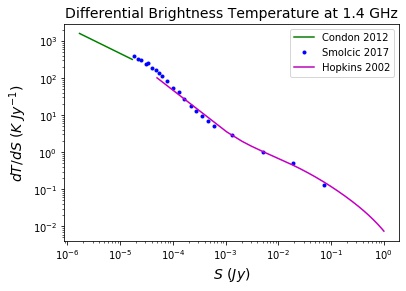 Differential Brightness Temperature at 1.4 GHz
Condon 2012
Smolcic 2017
Hopkins 2002
dT/dS (K Jy⁻¹)
10³
10²
10¹
10⁰
10⁻¹
10⁻²
10⁻⁶ 10⁻⁵ 10⁻⁴ 10⁻³ 10⁻² 10⁻¹ 10⁰
S (Jy)